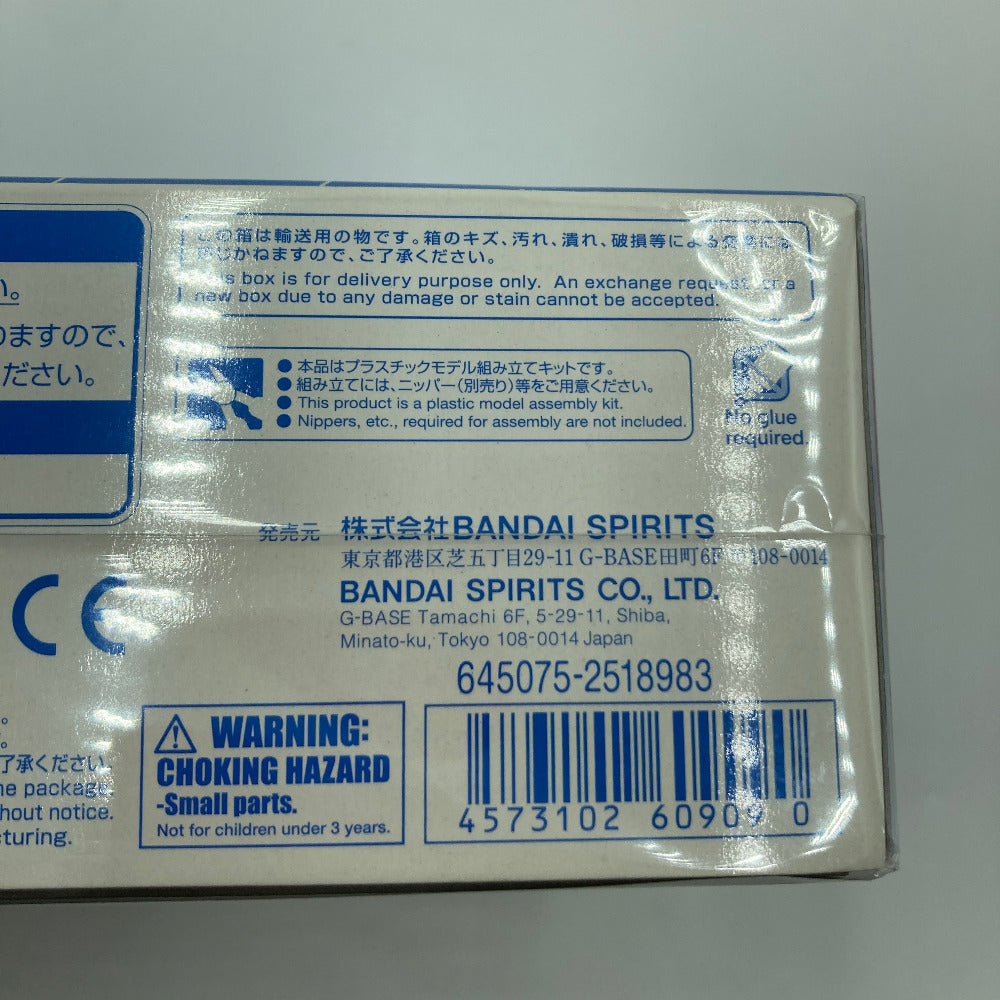 い。
りますので、
ください。
この箱は輸送用の物です。箱のキズ、汚れ、潰れ、破損等による交換には
応じかねますので、ご了承ください。
This box is for delivery purpose only. An exchange request for a
new box due to any damage or stain cannot be accepted.
● 本品はプラスチックモデル組み立てキットです。
● 組み立てには、ニッパー(別売り)等をご用意ください。
● This product is a plastic model assembly kit.
● Nippers, etc., required for assembly are not included.
No glue
required.
発売元 株式会社BANDAI SPIRITS
東京都港区芝五丁目29-11 G-BASE田町6F 〒108-0014
BANDAI SPIRITS CO., LTD.
G-BASE Tamachi 6F, 5-29-11, Shiba,
Minato-ku, Tokyo 108-0014 Japan
645075-2518983
CE
。
。
了承ください。
he package.
thout notice.
cturing.
WARNING:
CHOKING HAZARD
-Small parts.
Not for children under 3 years.
4573102 60909 0